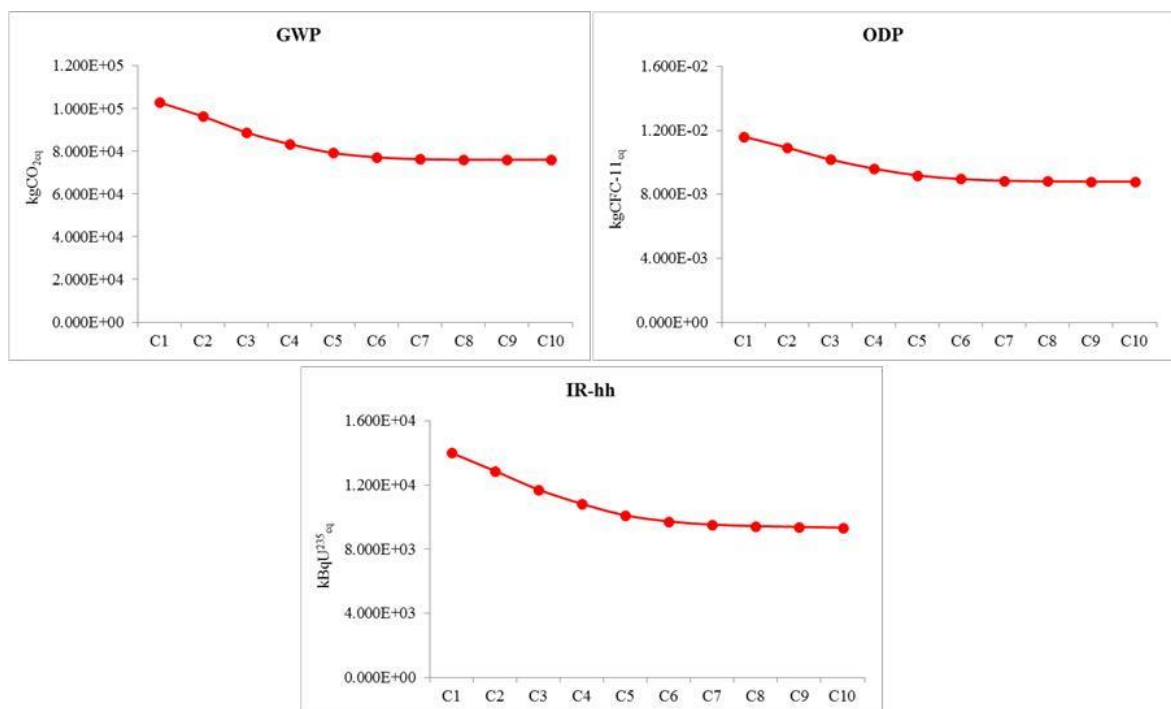 GWP
1.200E+05
1.000E+05
8.000E+04
6.000E+04
4.000E+04
2.000E+04
0.000E+00
kgCO2eq
C1 C2 C3 C4 C5 C6 C7 C8 C9 C10
ODP
1.600E-02
1.200E-02
8.000E-03
4.000E-03
0.000E+00
kgCFC-11eq
C1 C2 C3 C4 C5 C6 C7 C8 C9 C10
IR-hh
1.600E+04
1.200E+04
8.000E+03
4.000E+03
0.000E+00
kBqU235eq
C1 C2 C3 C4 C5 C6 C7 C8 C9 C10